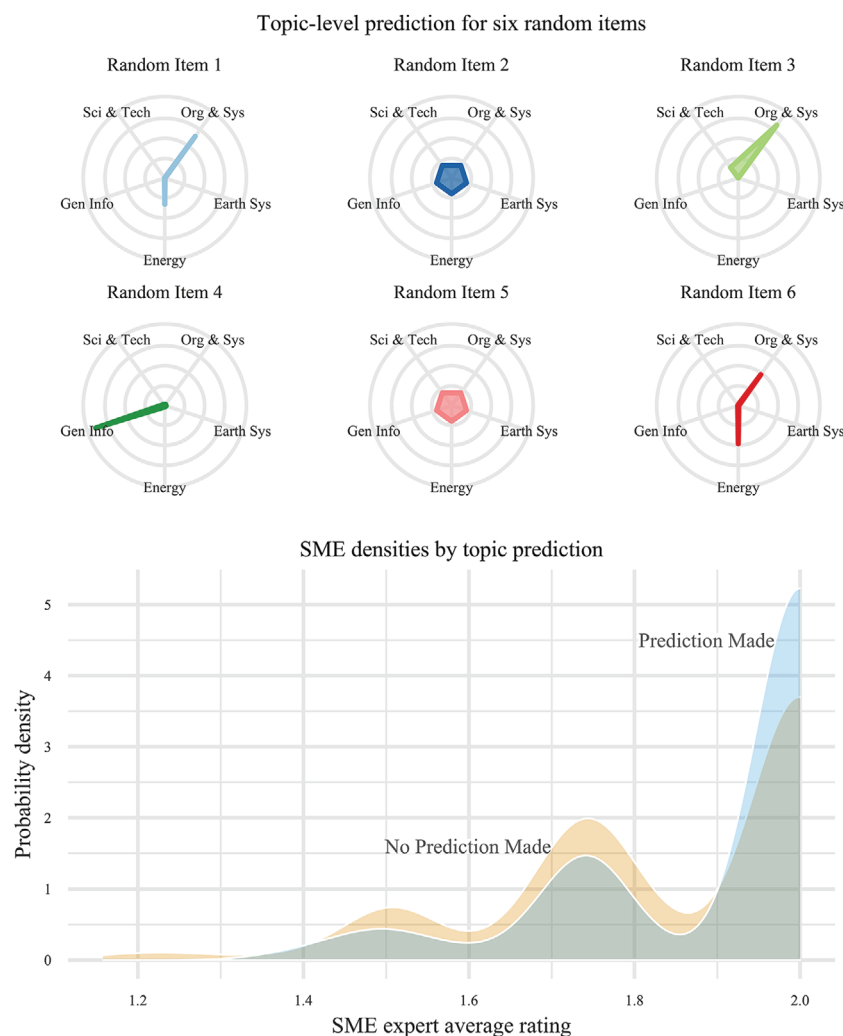 Topic-level prediction for six random items
Random Item 1
Random Item 2
Random Item 3
Sci & Tech
Org & Sys
Gen Info
Earth Sys
Energy
Sci & Tech
Org & Sys
Gen Info
Earth Sys
Energy
Sci & Tech
Org & Sys
Gen Info
Earth Sys
Energy
Random Item 4
Random Item 5
Random Item 6
Sci & Tech
Org & Sys
Gen Info
Earth Sys
Energy
Sci & Tech
Org & Sys
Gen Info
Earth Sys
Energy
Sci & Tech
Org & Sys
Gen Info
Earth Sys
Energy
SME densities by topic prediction
Probability density
5
4
3
2
1
0
Prediction Made
No Prediction Made
1.2
1.4
1.6
1.8
2.0
SME expert average rating